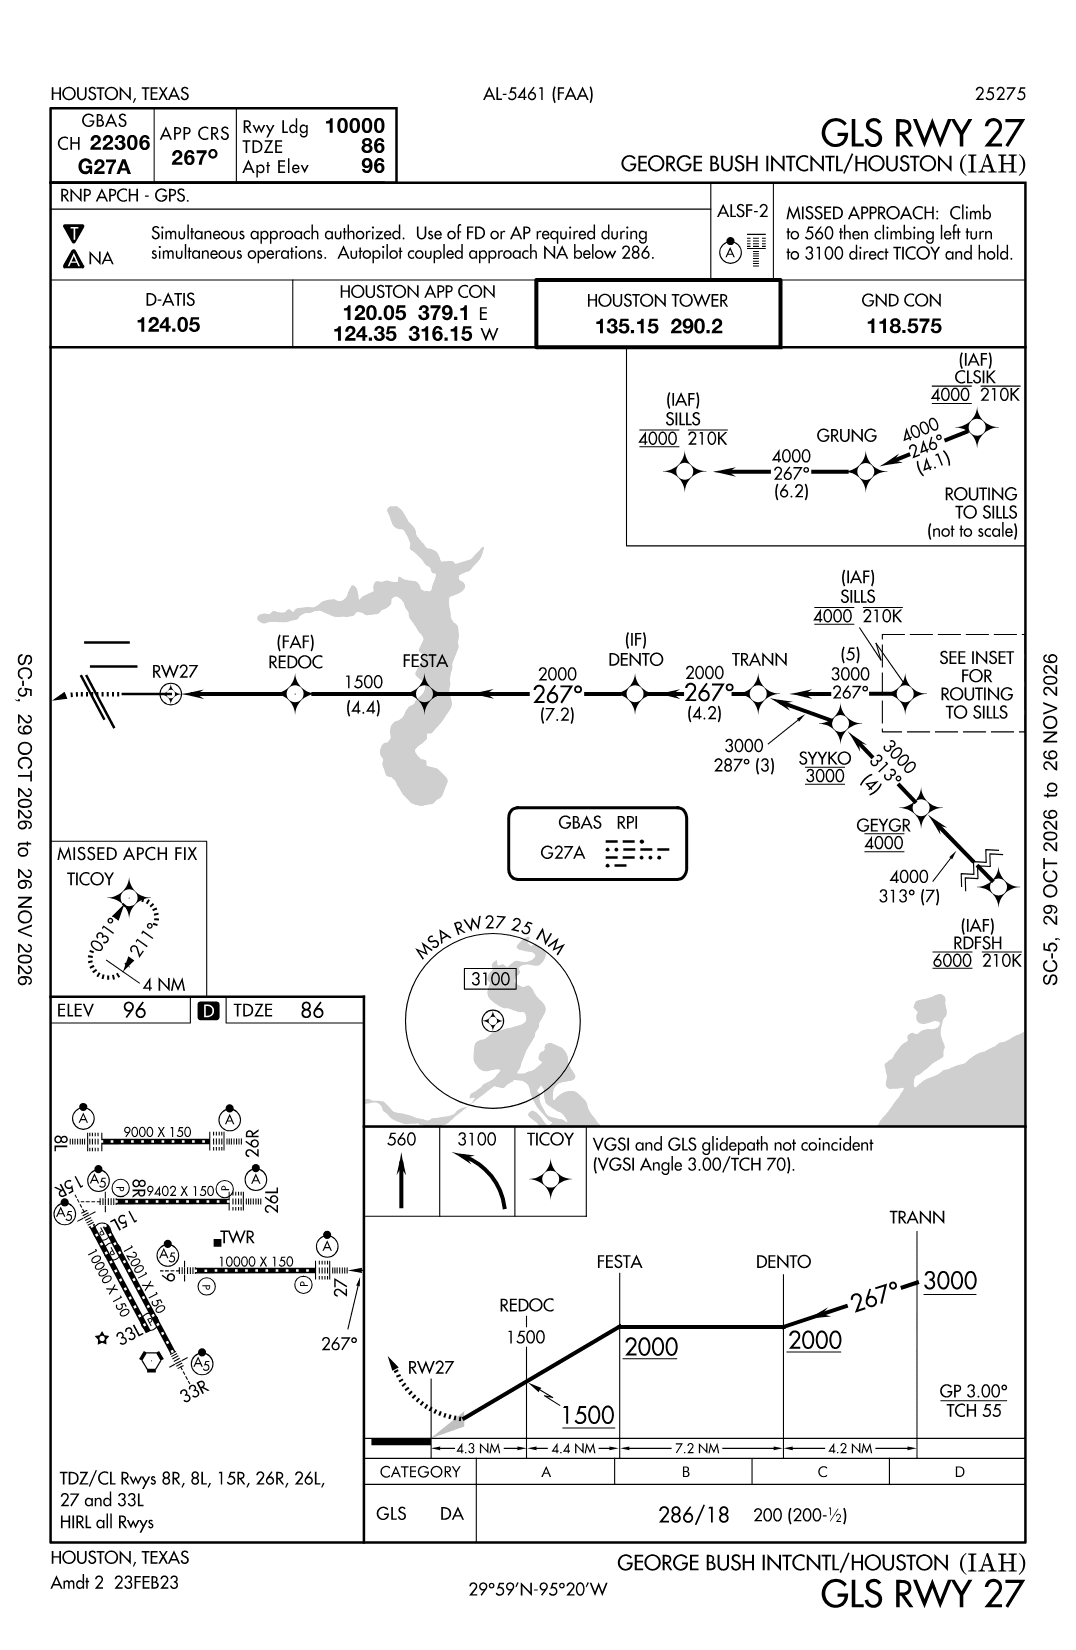 HOUSTON, TEXAS
AL-5461 (FAA)
25275
GBAS
CH 22306
G27A
APP CRS
267°
Rwy Ldg 10000
TDZE 86
Apt Elev 96
GLS RWY 27
GEORGE BUSH INTCNTL/HOUSTON (IAH)
RNP APCH - GPS.
T
A NA
Simultaneous approach authorized. Use of FD or AP required during
simultaneous operations. Autopilot coupled approach NA below 286.
ALSF-2
A
MISSED APPROACH: Climb
to 560 then climbing left turn
to 3100 direct TICOY and hold.
D-ATIS
124.05
HOUSTON APP CON
120.05 379.1 E
124.35 316.15 W
HOUSTON TOWER
135.15 290.2
GND CON
118.575
(IAF)
CLSIK
4000 210K
(IAF)
SILLS
4000 210K
GRUNG
4000
246°
(4.1)
4000
267°
(6.2)
ROUTING
TO SILLS
(not to scale)
(IAF)
SILLS
4000 210K
RW27
(FAF)
REDOC
1500
(4.4)
FESTA
2000
267°
(7.2)
(IF)
DENTO
2000
267°
(4.2)
TRANN
(5)
3000
267°
SEE INSET
FOR
ROUTING
TO SILLS
3000
287° (3)
SYYKO
3000
3000
313°
(4)
GEYGR
4000
4000
313° (7)
(IAF)
RDFSH
6000 210K
GBAS RPI
G27A
MISSED APCH FIX
TICOY
031°
211°
4 NM
MSA RW27 25 NM
3100
SC-5, 29 OCT 2026 to 26 NOV 2026
SC-5, 29 OCT 2026 to 26 NOV 2026
ELEV 96
D
TDZE 86
A
A
8L
9000 X 150
26R
15R
A5
A5
P
8R
9402 X 150
P
A
26L
15L
TWR
A5
9
10000 X 150
A
27
P
P
12001 X 150
10000 X 150
33L
A5
33R
267°
TDZ/CL Rwys 8R, 8L, 15R, 26R, 26L,
27 and 33L
HIRL all Rwys
560
3100
TICOY
VGSI and GLS glidepath not coincident
(VGSI Angle 3.00/TCH 70).
TRANN
FESTA
DENTO
267°
3000
REDOC
1500
2000
2000
RW27
1500
GP 3.00°
TCH 55
4.3 NM
4.4 NM
7.2 NM
4.2 NM
CATEGORY
A
B
C
D
GLS DA
286/18 200 (200-½)
HOUSTON, TEXAS
Amdt 2 23FEB23
29°59'N-95°20'W
GEORGE BUSH INTCNTL/HOUSTON (IAH)
GLS RWY 27